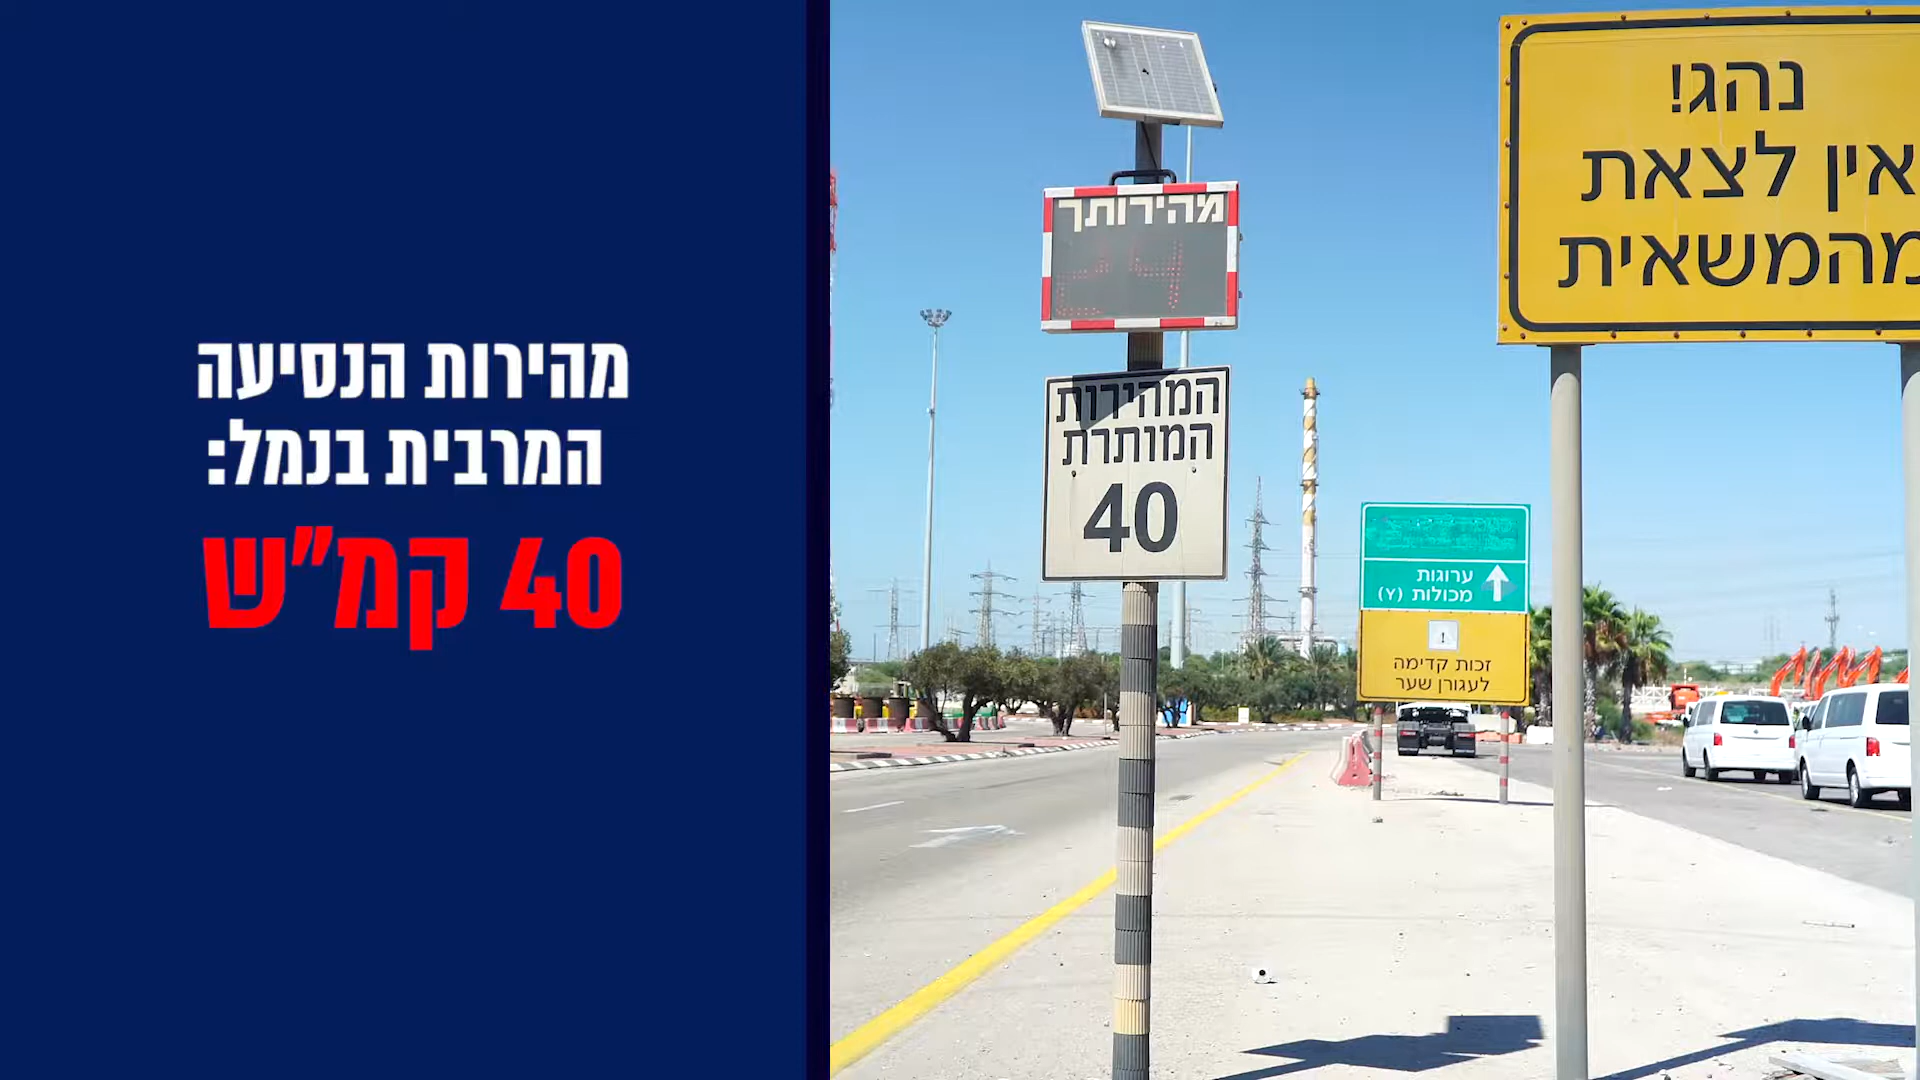 מהירות הנסיעה
המרבית בנמל:
40 קמ"ש
מהירותך
24
המהירות
המותרת
40
נהג!
אין לצאת
מהמשאית
ערוגות
מכולות (Y)
זכות קדימה
לעגורן שער